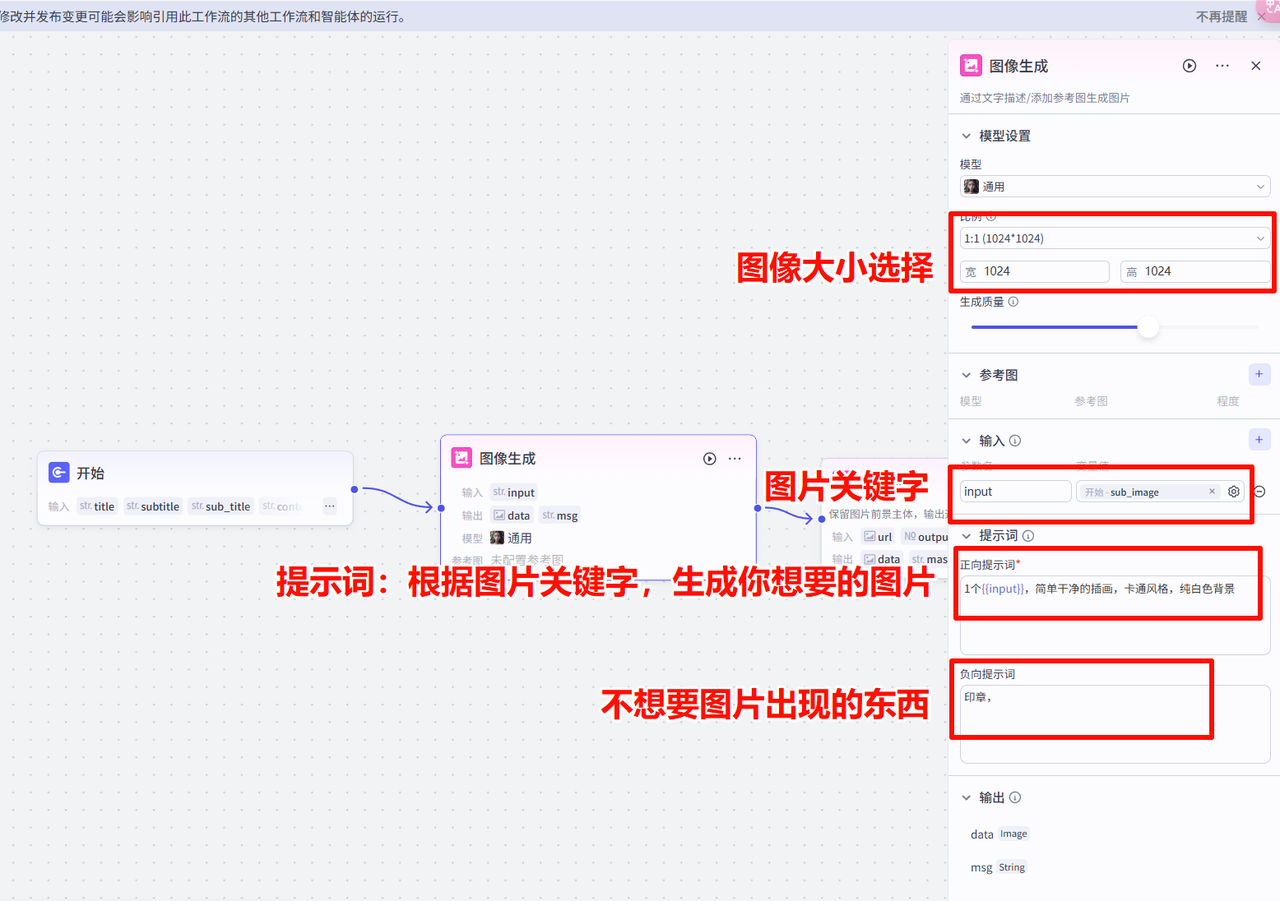 修改并发布变更可能会影响引用此工作流的其他工作流和智能体的运行。
不再提醒
图像生成
通过文字描述/添加参考图生成图片
模型设置
模型
通用
比例
1:1 (1024*1024)
宽 1024
高 1024
图像大小选择
生成质量
参考图
模型 参考图 程度
输入
参数名 变量值
input
开始 - sub_image
图片关键字
提示词
正向提示词*
1个{{input}}，简单干净的插画，卡通风格，纯白色背景
提示词：根据图片关键字，生成你想要的图片
负向提示词
印章，
不想要图片出现的东西
输出
data Image
msg String
开始
输入 str. title str. subtitle str. sub_title str. cont ...
图像生成
输入 str. input
输出 data str. msg
模型 通用
参考图 未配置参考图
保留图片前景主体，输出
输入 url № outpu
输出 data str. mas